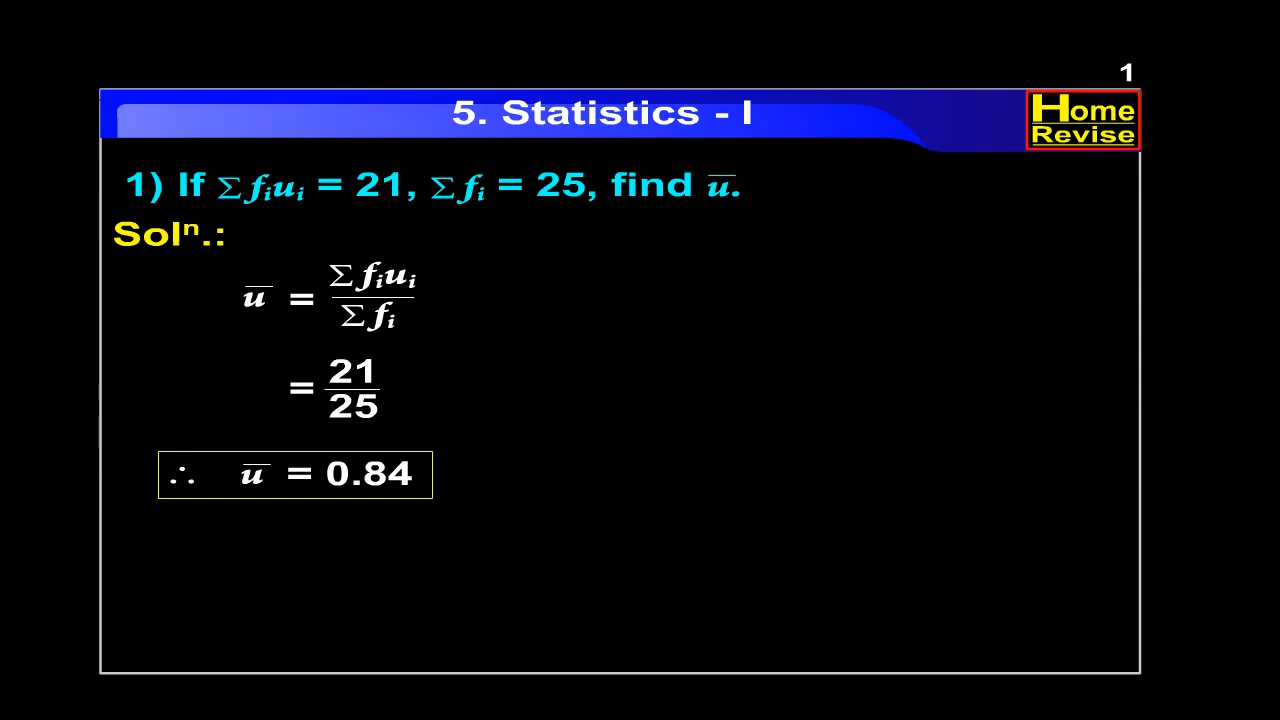 1
5. Statistics - I
Home
Revise
1) If Σfᵢuᵢ = 21, Σfᵢ = 25, find u̅.
Solⁿ.:
u̅ = Σfᵢuᵢ
Σfᵢ
= 21
25
∴ u̅ = 0.84